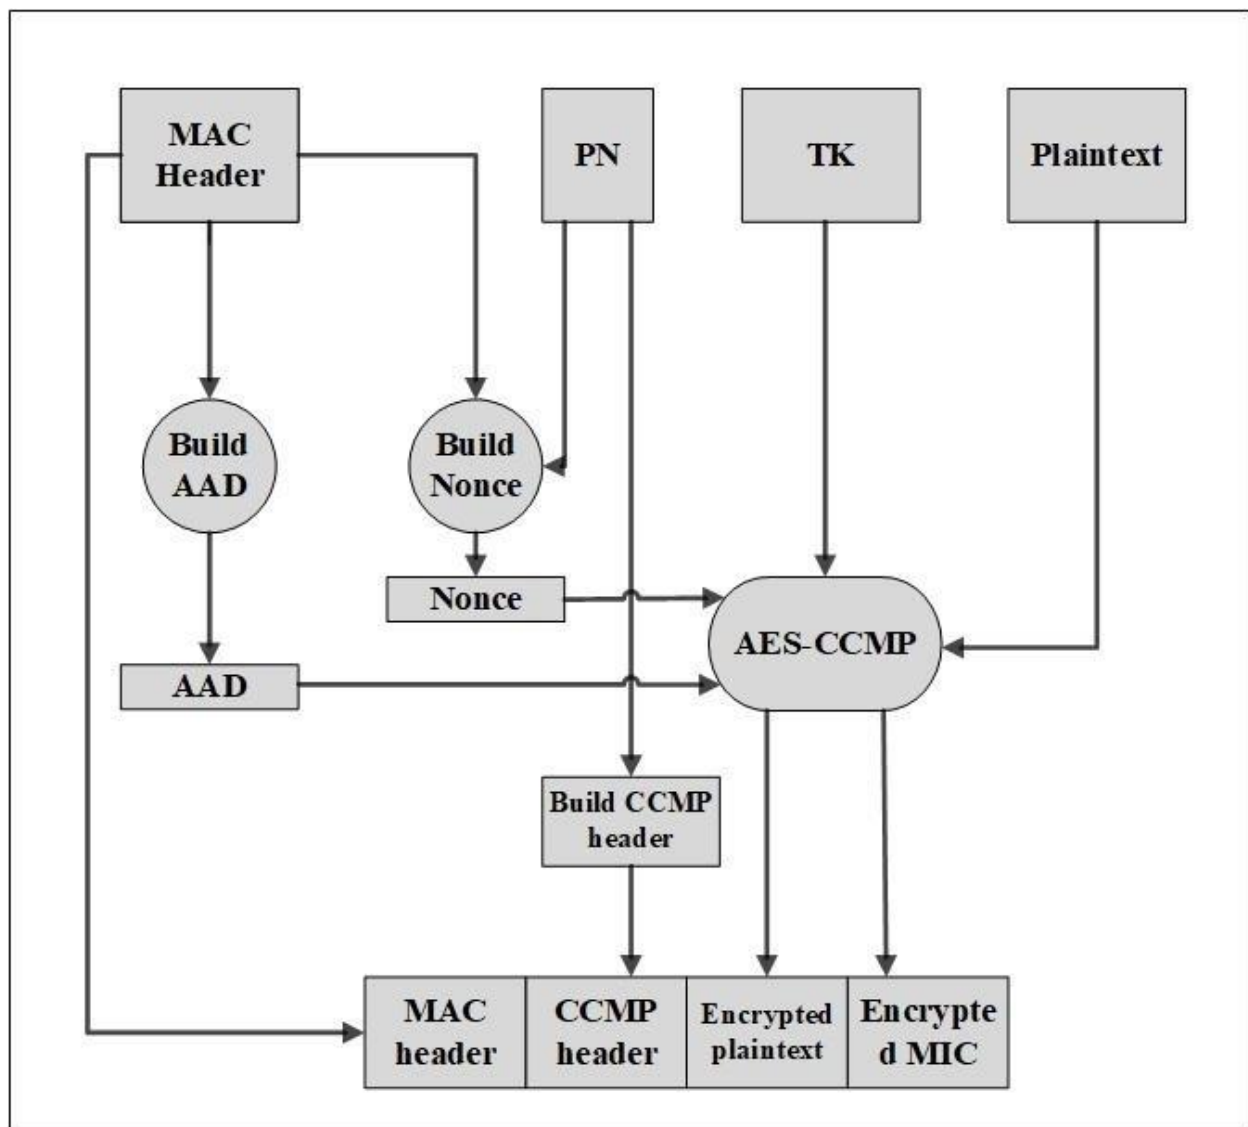 MAC
Header
PN
TK
Plaintext
Build
AAD
Build
Nonce
Nonce
AES-CCMP
AAD
Build CCMP
header
MAC
header
CCMP
header
Encrypted
plaintext
Encrypte
d MIC